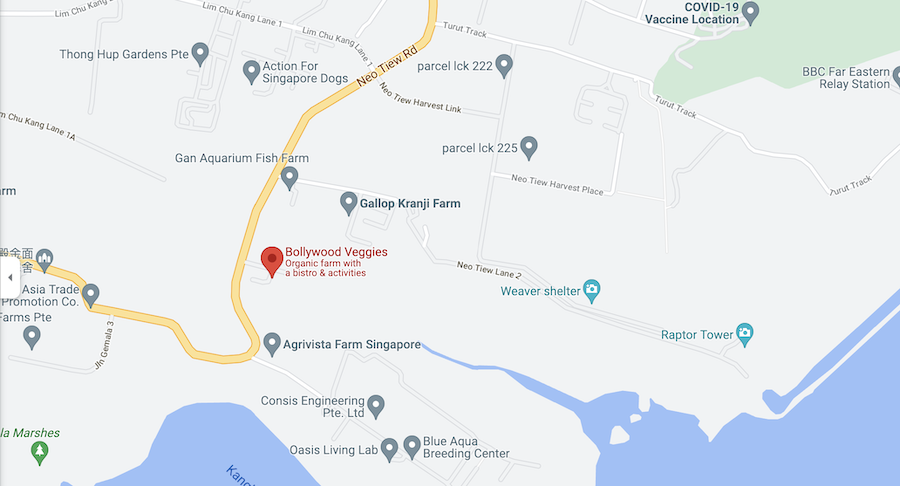 Lim Chu Kang Lane 1
COVID-19
Vaccine Location
Lim Chu Kang Lane 1
Turut Track
Thong Hup Gardens Pte
Action For
Singapore Dogs
Neo Tiew Rd
parcel lck 222
BBC Far Eastern
Relay Station
Neo Tiew Harvest Link
Turut Track
m Chu Kang Lane 1A
parcel lck 225
Gan Aquarium Fish Farm
Neo Tiew Harvest Place
Turut Track
arm
Gallop Kranji Farm
Bollywood Veggies
Organic farm with
a bistro & activities
金面
舍
Neo Tiew Lane 2
Asia Trade
Promotion Co.
Weaver shelter
Farms Pte
Jln Gemala 3
Raptor Tower
Agrivista Farm Singapore
Consis Engineering
Pte. Ltd
la Marshes
Oasis Living Lab
Blue Aqua
Breeding Center